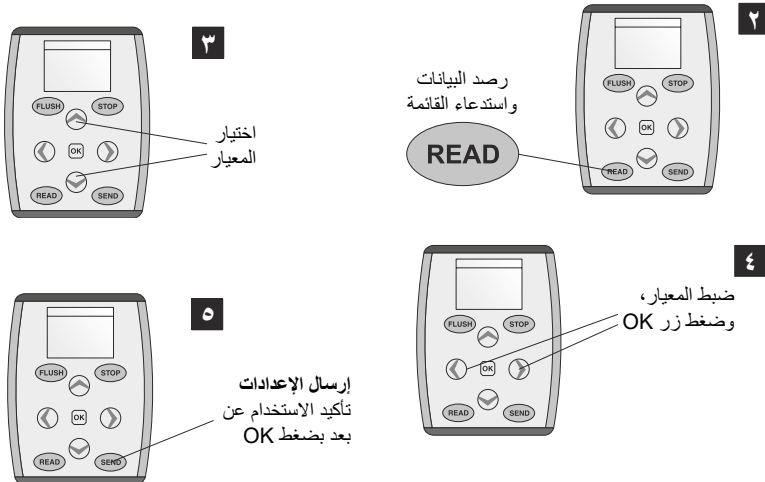 ٢
رصد البيانات
واستدعاء القائمة
READ
FLUSH STOP
OK
READ SEND
٣
FLUSH STOP
اختيار
المعيار
OK
READ SEND
٤
ضبط المعيار،
وضغط زر OK
FLUSH STOP
OK
READ SEND
٥
FLUSH STOP
إرسال الإعدادات
تأكيد الاستخدام عن
بعد بضغط OK
OK
READ SEND